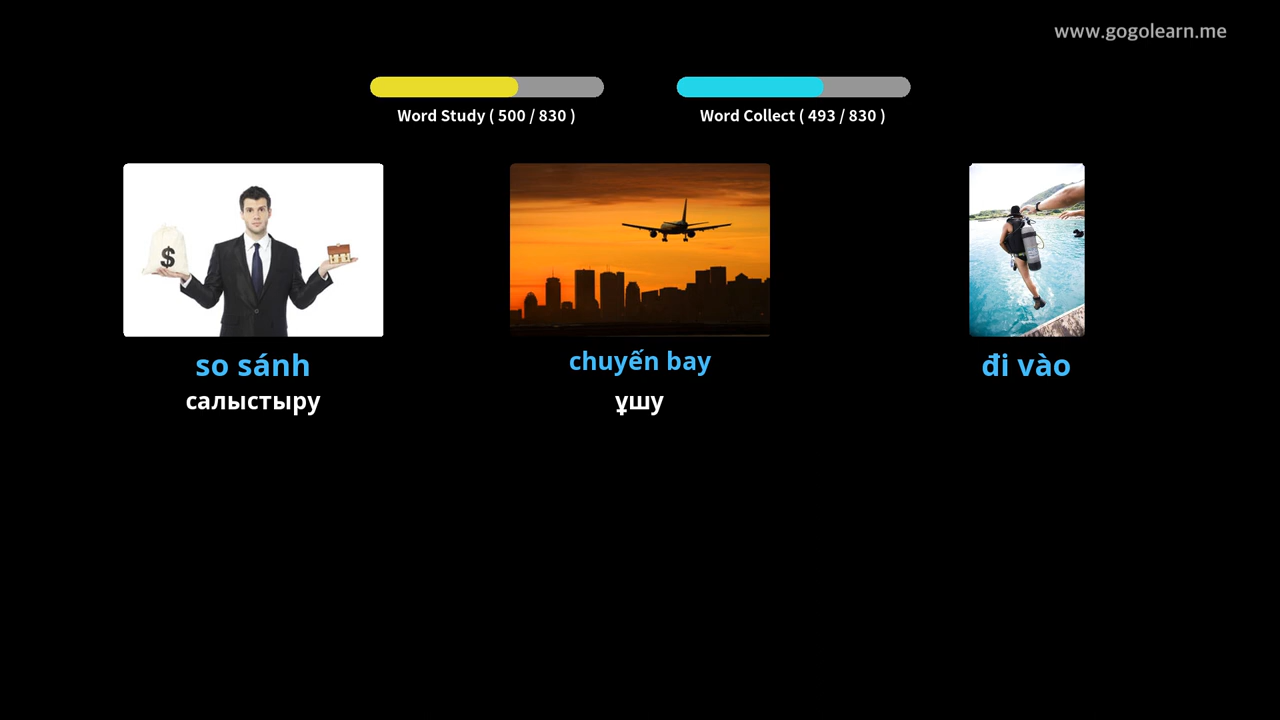 www.gogolearn.me
Word Study ( 500 / 830 )
Word Collect ( 493 / 830 )
$
so sánh
chuyến bay
đi vào
салыстыру
ұшу